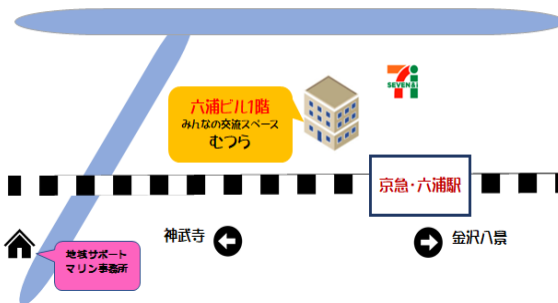 六浦ビル1階
みんなの交流スペース
むつら
SEVEN&i
京急・六浦駅
神武寺
金沢八景
地域サポート
マリン事務所